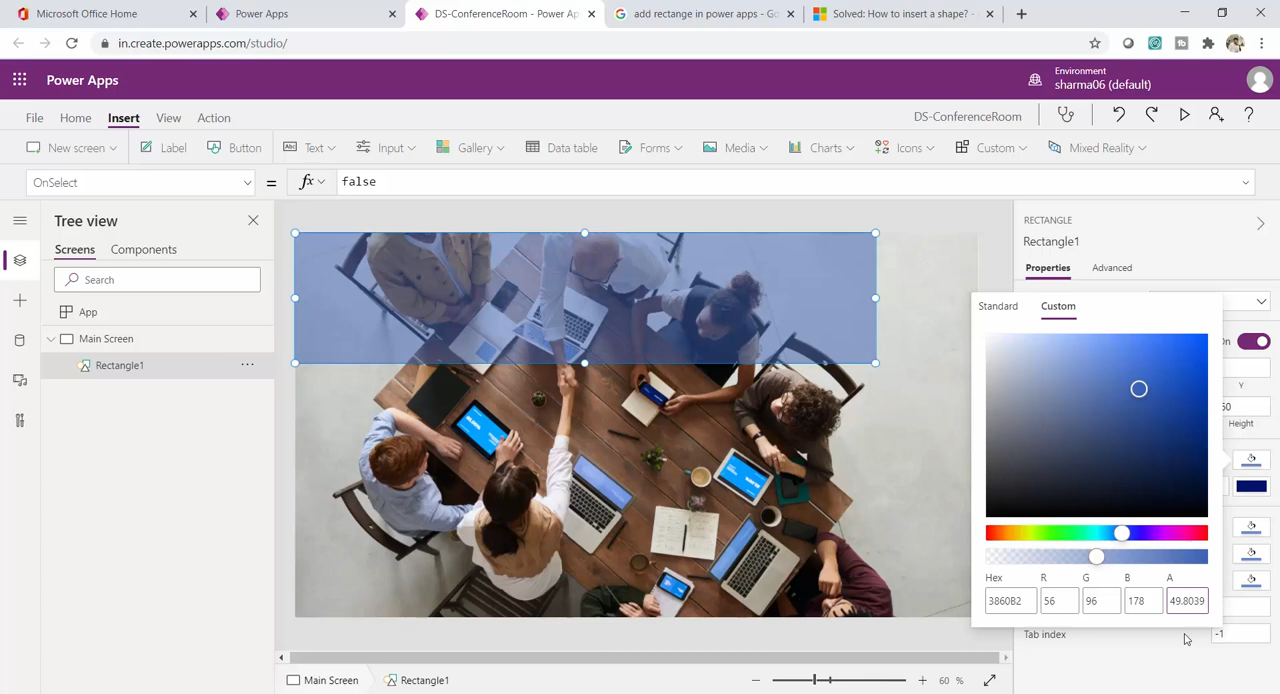 Microsoft Office Home
Power Apps
DS-ConferenceRoom - Power Ap
add rectange in power apps - Go
Solved: How to insert a shape? -
in.create.powerapps.com/studio/
Power Apps
Environment
sharma06 (default)
File Home Insert View Action
DS-ConferenceRoom
New screen Label Button Text Input Gallery Data table Forms Media Charts Icons Custom Mixed Reality
OnSelect = fx false
Tree view
Screens Components
Search
App
Main Screen
Rectangle1
RECTANGLE
Rectangle1
Properties Advanced
Standard Custom
On
Y
60
Height
Hex R G B A
3860B2 56 96 178 49.8039
Tab index -1
Main Screen Rectangle1
60 %